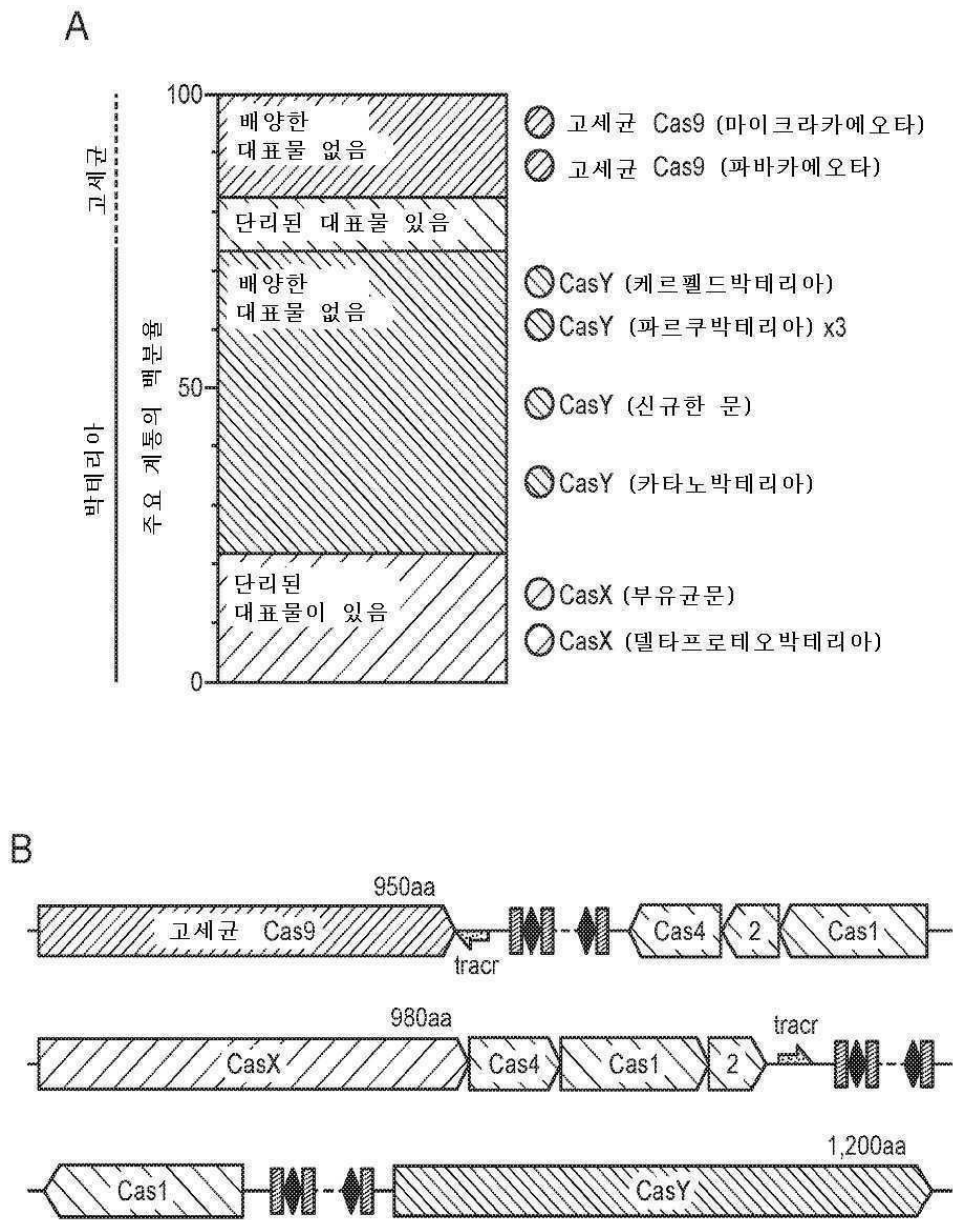 A
고세균
박테리아
주요 계통의 백분율
100
50
0
배양한
대표물 없음
단리된 대표물 있음
배양한
대표물 없음
단리된
대표물이 있음
고세균 Cas9 (마이크라카에오타)
고세균 Cas9 (파바카에오타)
CasY (케르펠드박테리아)
CasY (파르쿠박테리아) x3
CasY (신규한 문)
CasY (카타노박테리아)
CasX (부유균문)
CasX (델타프로테오박테리아)
B
950aa
고세균 Cas9
tracr
Cas4
2
Cas1
980aa
CasX
Cas4
Cas1
2
tracr
Cas1
1,200aa
CasY